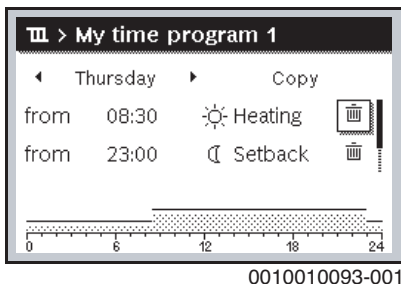 > My time program 1
Thursday Copy
from 08:30 Heating
from 23:00 Setback
0 6 12 18 24
0010010093-001